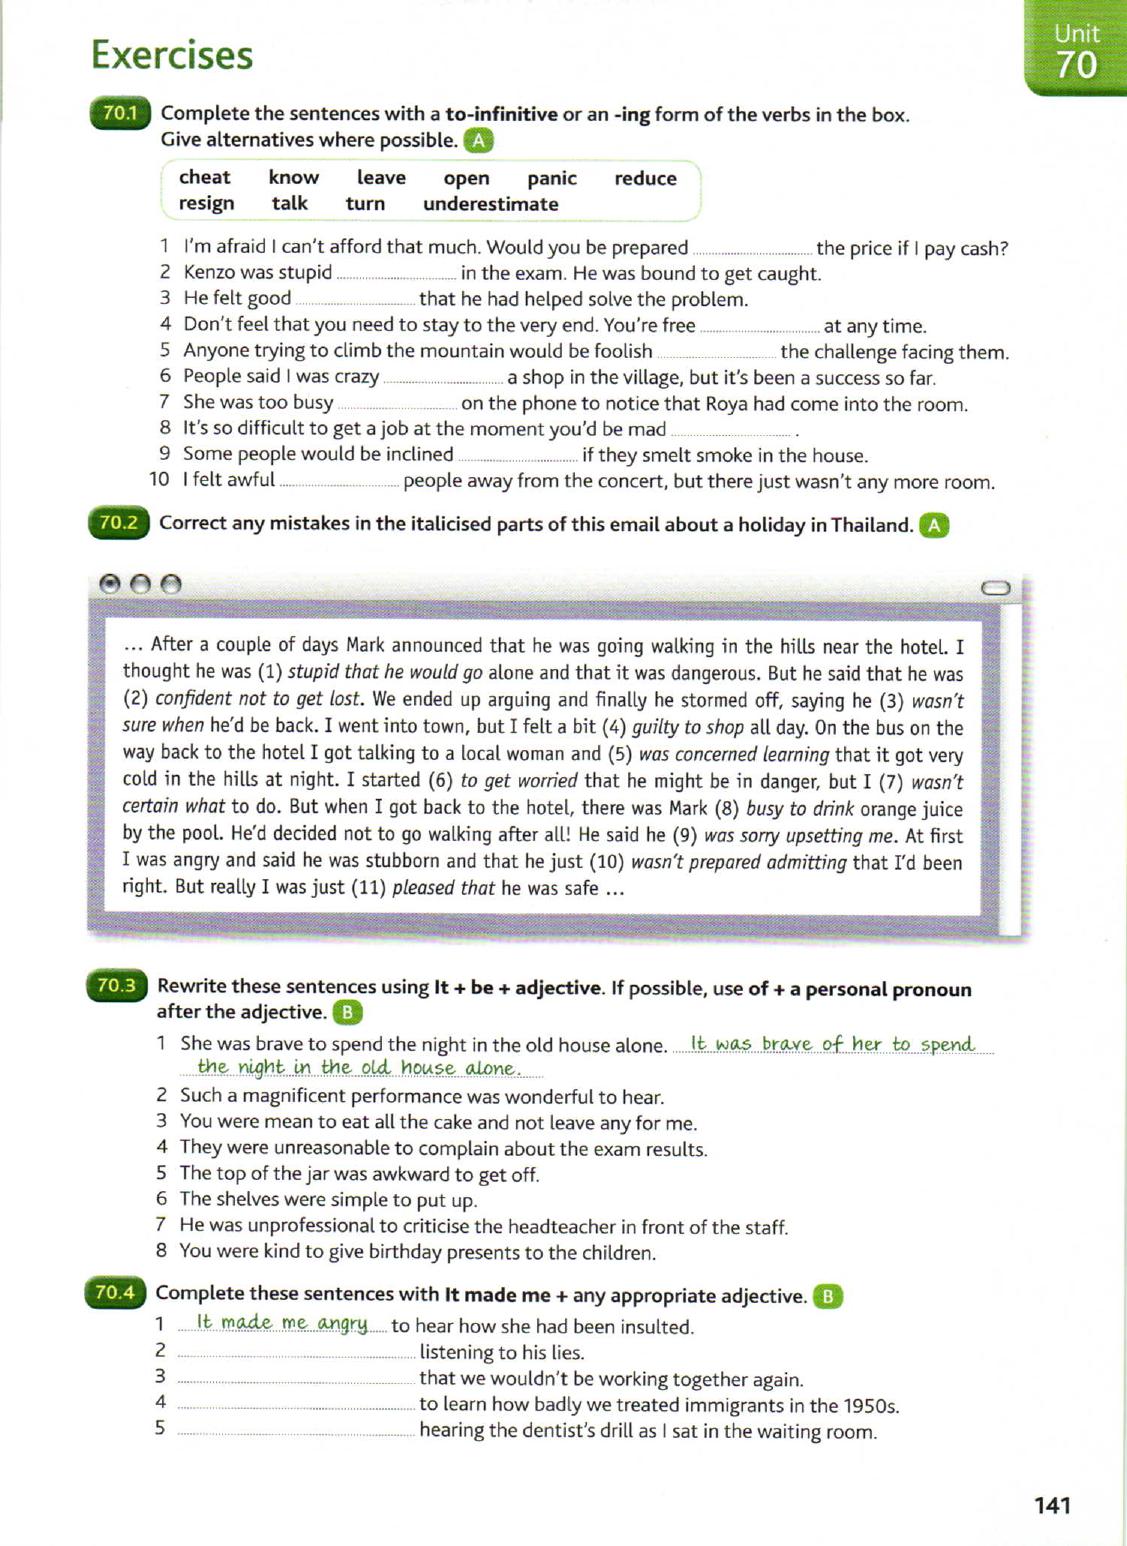 Unit
70
Exercises
70.1 Complete the sentences with a to-infinitive or an -ing form of the verbs in the box.
Give alternatives where possible. A
cheat know leave open panic reduce
resign talk turn underestimate
1 I'm afraid I can't afford that much. Would you be prepared .............................. the price if I pay cash?
2 Kenzo was stupid .............................. in the exam. He was bound to get caught.
3 He felt good .............................. that he had helped solve the problem.
4 Don't feel that you need to stay to the very end. You're free .............................. at any time.
5 Anyone trying to climb the mountain would be foolish .............................. the challenge facing them.
6 People said I was crazy .............................. a shop in the village, but it's been a success so far.
7 She was too busy .............................. on the phone to notice that Roya had come into the room.
8 It's so difficult to get a job at the moment you'd be mad .............................. .
9 Some people would be inclined .............................. if they smelt smoke in the house.
10 I felt awful .............................. people away from the concert, but there just wasn't any more room.
70.2 Correct any mistakes in the italicised parts of this email about a holiday in Thailand. A
... After a couple of days Mark announced that he was going walking in the hills near the hotel. I
thought he was (1) stupid that he would go alone and that it was dangerous. But he said that he was
(2) confident not to get lost. We ended up arguing and finally he stormed off, saying he (3) wasn't
sure when he'd be back. I went into town, but I felt a bit (4) guilty to shop all day. On the bus on the
way back to the hotel I got talking to a local woman and (5) was concerned learning that it got very
cold in the hills at night. I started (6) to get worried that he might be in danger, but I (7) wasn't
certain what to do. But when I got back to the hotel, there was Mark (8) busy to drink orange juice
by the pool. He'd decided not to go walking after all! He said he (9) was sorry upsetting me. At first
I was angry and said he was stubborn and that he just (10) wasn't prepared admitting that I'd been
right. But really I was just (11) pleased that he was safe ...
70.3 Rewrite these sentences using It + be + adjective. If possible, use of + a personal pronoun
after the adjective. B
1 She was brave to spend the night in the old house alone. It was brave of her to spend
the night in the old house alone.
2 Such a magnificent performance was wonderful to hear.
3 You were mean to eat all the cake and not leave any for me.
4 They were unreasonable to complain about the exam results.
5 The top of the jar was awkward to get off.
6 The shelves were simple to put up.
7 He was unprofessional to criticise the headteacher in front of the staff.
8 You were kind to give birthday presents to the children.
70.4 Complete these sentences with It made me + any appropriate adjective. B
1 It made me angry to hear how she had been insulted.
2 .............................. listening to his lies.
3 .............................. that we wouldn't be working together again.
4 .............................. to learn how badly we treated immigrants in the 1950s.
5 .............................. hearing the dentist's drill as I sat in the waiting room.
141